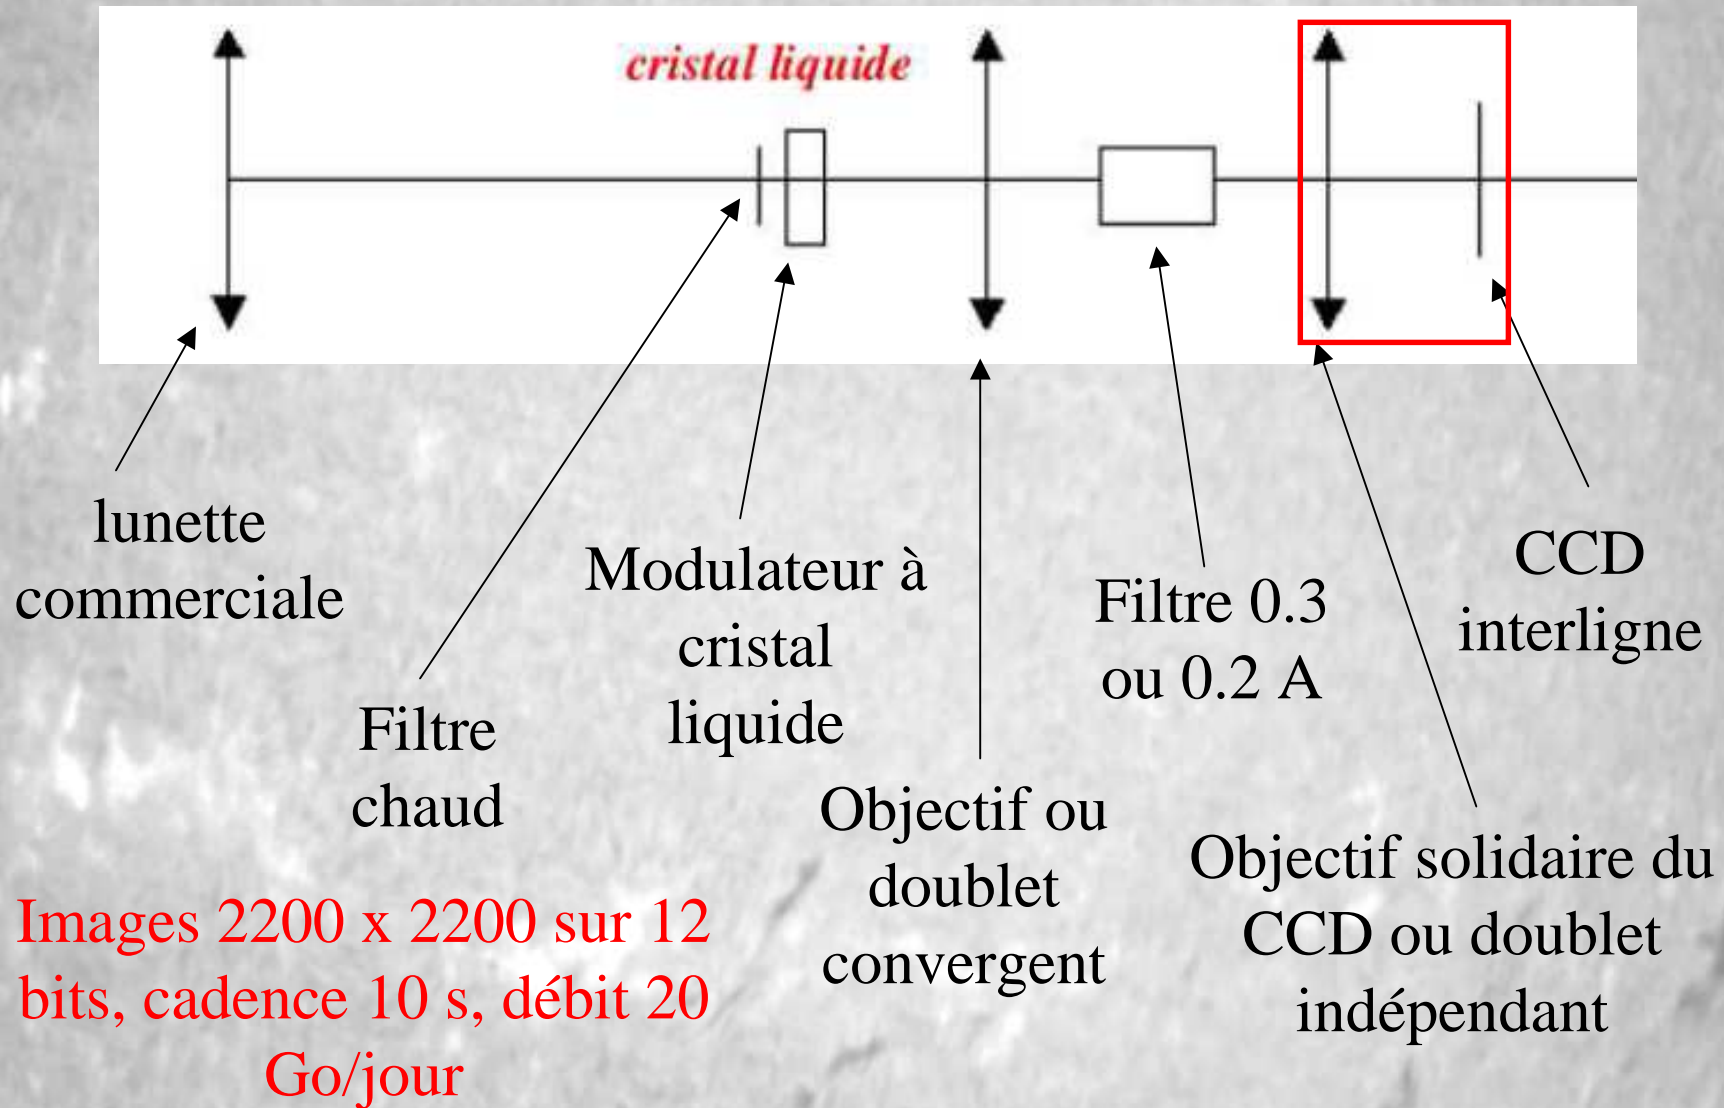 cristal liquide
lunette
commerciale
Filtre
chaud
Modulateur à
cristal
liquide
Objectif ou
doublet
convergent
Filtre 0.3
ou 0.2 A
CCD
interligne
Objectif solidaire du
CCD ou doublet
indépendant
Images 2200 x 2200 sur 12
bits, cadence 10 s, débit 20
Go/jour